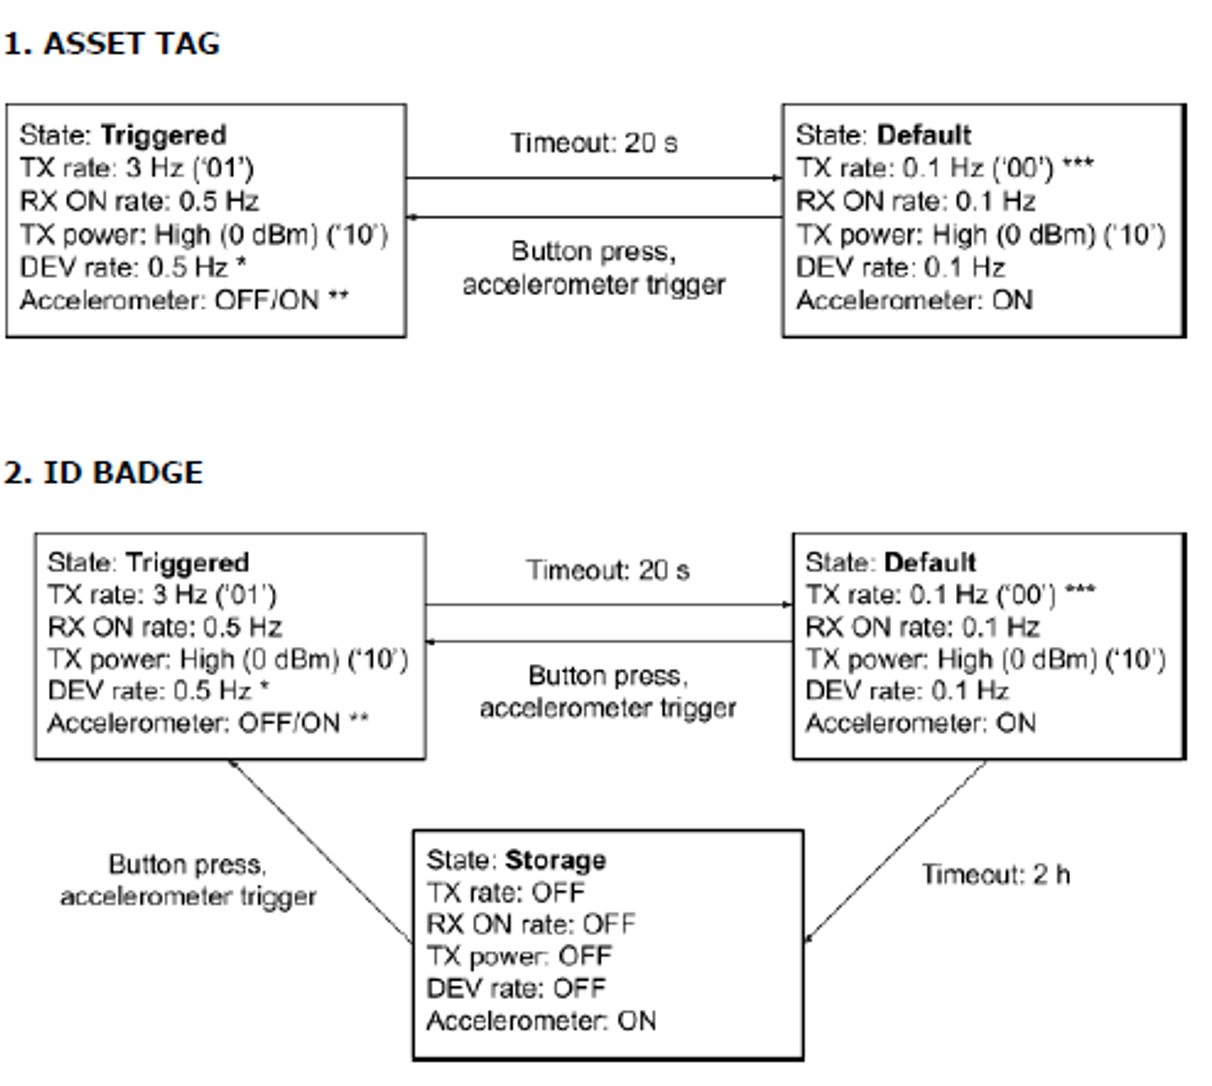 1. ASSET TAG
State: Triggered
TX rate: 3 Hz ('01')
RX ON rate: 0.5 Hz
TX power: High (0 dBm) ('10')
DEV rate: 0.5 Hz *
Accelerometer: OFF/ON **
Timeout: 20 s
Button press,
accelerometer trigger
State: Default
TX rate: 0.1 Hz ('00') ***
RX ON rate: 0.1 Hz
TX power: High (0 dBm) ('10')
DEV rate: 0.1 Hz
Accelerometer: ON
2. ID BADGE
State: Triggered
TX rate: 3 Hz ('01')
RX ON rate: 0.5 Hz
TX power: High (0 dBm) ('10')
DEV rate: 0.5 Hz *
Accelerometer: OFF/ON **
Timeout: 20 s
Button press,
accelerometer trigger
State: Default
TX rate: 0.1 Hz ('00') ***
RX ON rate: 0.1 Hz
TX power: High (0 dBm) ('10')
DEV rate: 0.1 Hz
Accelerometer: ON
Button press,
accelerometer trigger
State: Storage
TX rate: OFF
RX ON rate: OFF
TX power: OFF
DEV rate: OFF
Accelerometer: ON
Timeout: 2 h